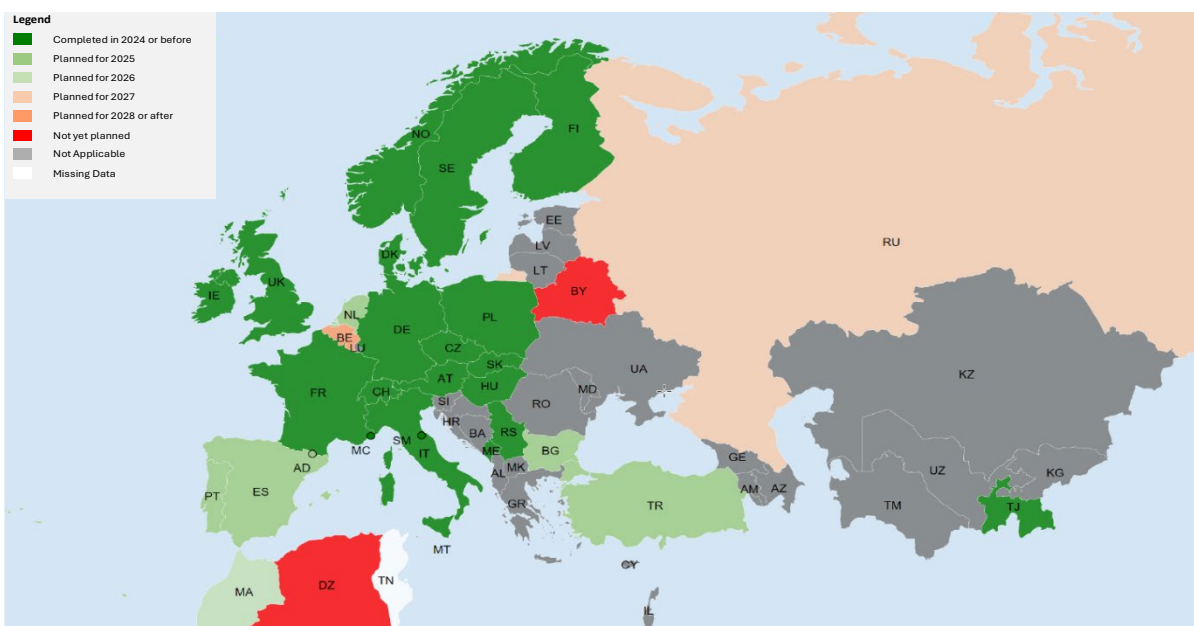 Legend
Completed in 2024 or before
Planned for 2025
Planned for 2026
Planned for 2027
Planned for 2028 or after
Not yet planned
Not Applicable
Missing Data
NO
FI
SE
EE
RU
LV
DK
LT
UK
BY
IE
NL
PL
DE
BE
LU
CZ
SK
UA
KZ
AT
HU
MD
FR
CH
SI
RO
HR
BA
RS
SM
MC
IT
ME
BG
GE
AD
AL
MK
UZ
KG
PT
ES
GR
TR
AM
AZ
TM
TJ
MT
CY
DZ
TN
MA
IL